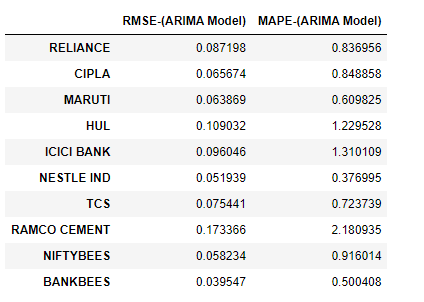 RMSE-(ARIMA Model) MAPE-(ARIMA Model)
RELIANCE 0.087198 0.836956
CIPLA 0.065674 0.848858
MARUTI 0.063869 0.609825
HUL 0.109032 1.229528
ICICI BANK 0.096046 1.310109
NESTLE IND 0.051939 0.376995
TCS 0.075441 0.723739
RAMCO CEMENT 0.173366 2.180935
NIFTYBEES 0.058234 0.916014
BANKBEES 0.039547 0.500408